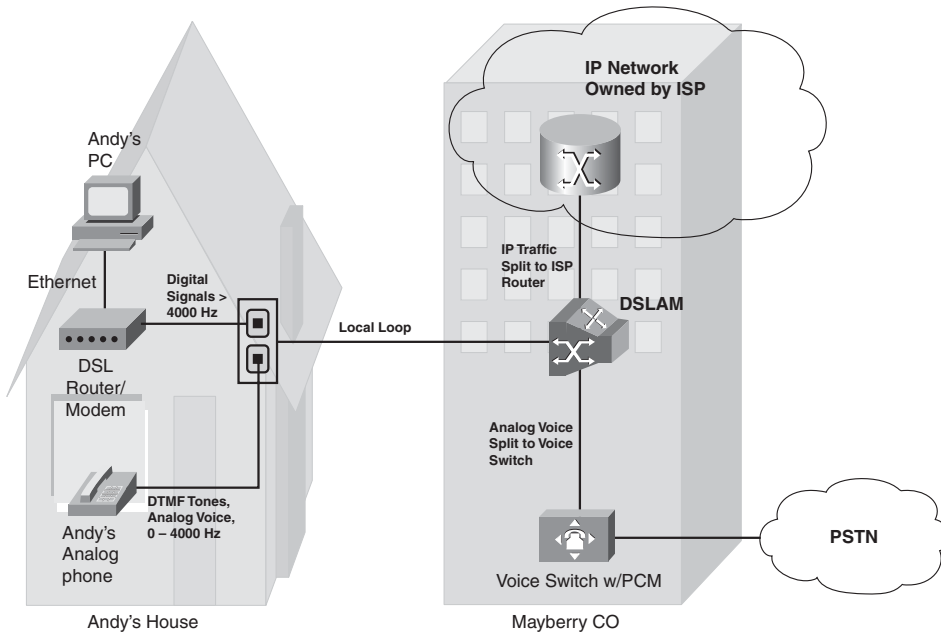 IP Network
Owned by ISP
Andy's
PC
IP Traffic
Split to ISP
Router
Ethernet
Digital
Signals >
4000 Hz
DSLAM
Local Loop
DSL
Router/
Modem
Analog Voice
Split to Voice
Switch
DTMF Tones,
Analog Voice,
0 – 4000 Hz
Andy's
Analog
phone
PSTN
Voice Switch w/PCM
Andy's House
Mayberry CO